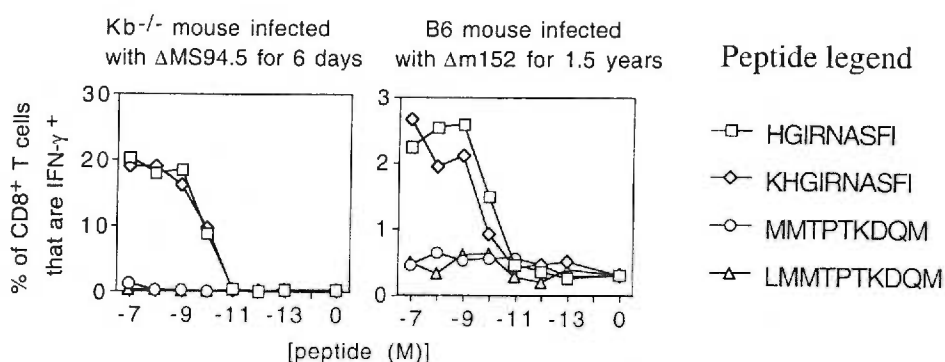 Kb-/- mouse infected
with ΔMS94.5 for 6 days
B6 mouse infected
with Δm152 for 1.5 years
Peptide legend
% of CD8+ T cells
that are IFN-γ +
30
20
10
0
3
2
1
0
HGIRNASFI
KHGIRNASFI
MMTPTKDQM
LMMTPTKDQM
-7 -9 -11 -13 0
-7 -9 -11 -13 0
[peptide (M)]